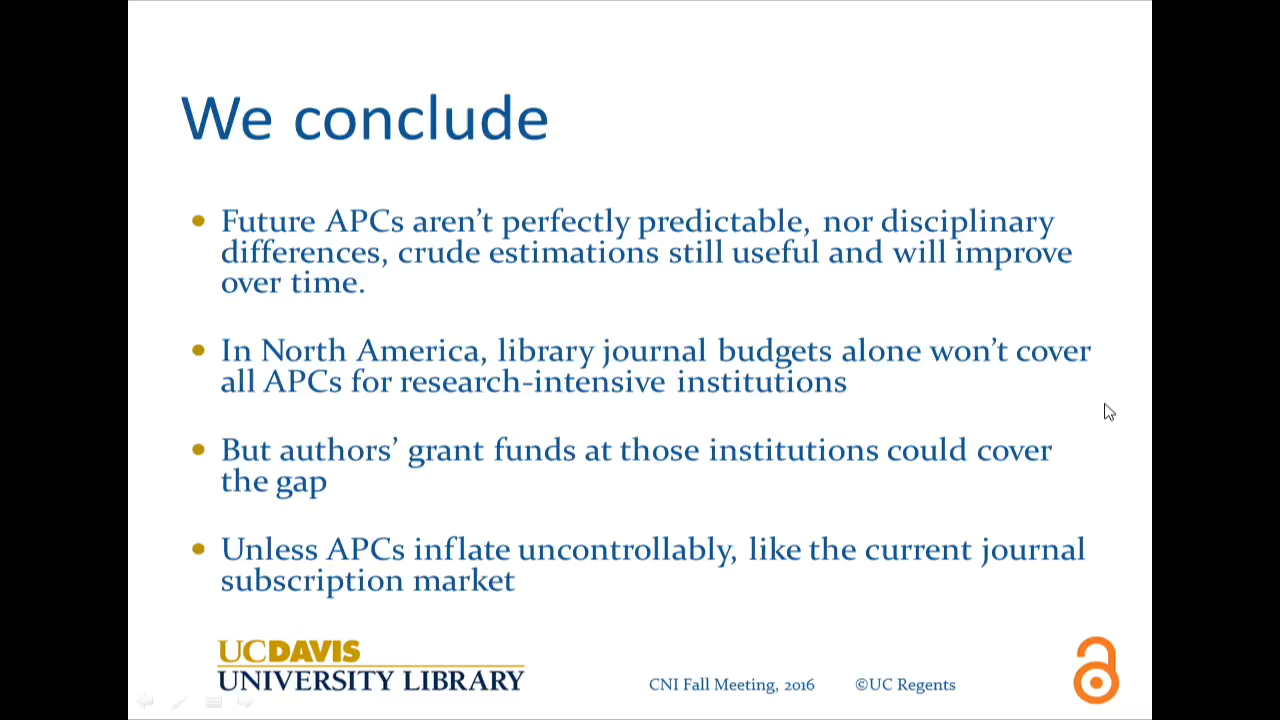 We conclude
• Future APCs aren’t perfectly predictable, nor disciplinary
differences, crude estimations still useful and will improve
over time.
• In North America, library journal budgets alone won’t cover
all APCs for research-intensive institutions
• But authors’ grant funds at those institutions could cover
the gap
• Unless APCs inflate uncontrollably, like the current journal
subscription market
UCDAVIS
UNIVERSITY LIBRARY
CNI Fall Meeting, 2016 ©UC Regents